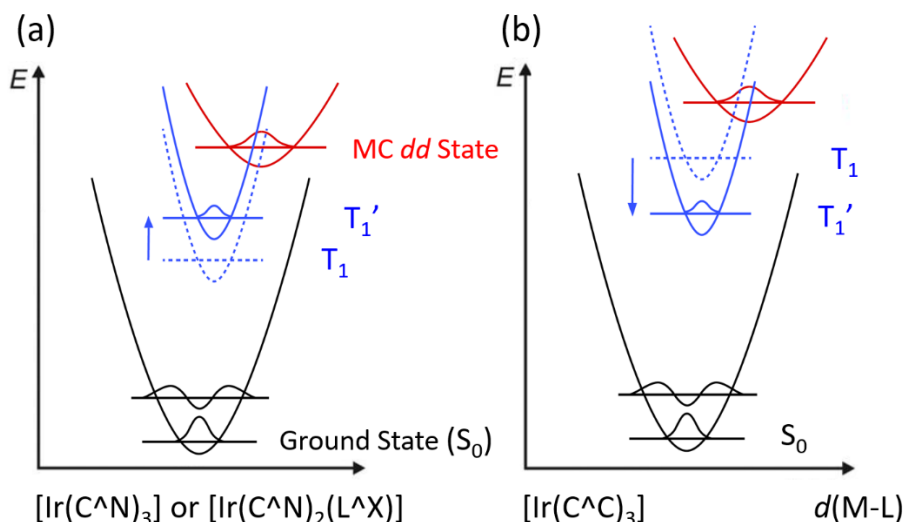 (a)
E
MC dd State
T₁'
T₁
Ground State (S₀)
[Ir(C^N)₃] or [Ir(C^N)₂(L^X)]
(b)
E
T₁
T₁'
S₀
[Ir(C^C)₃]
d(M-L)